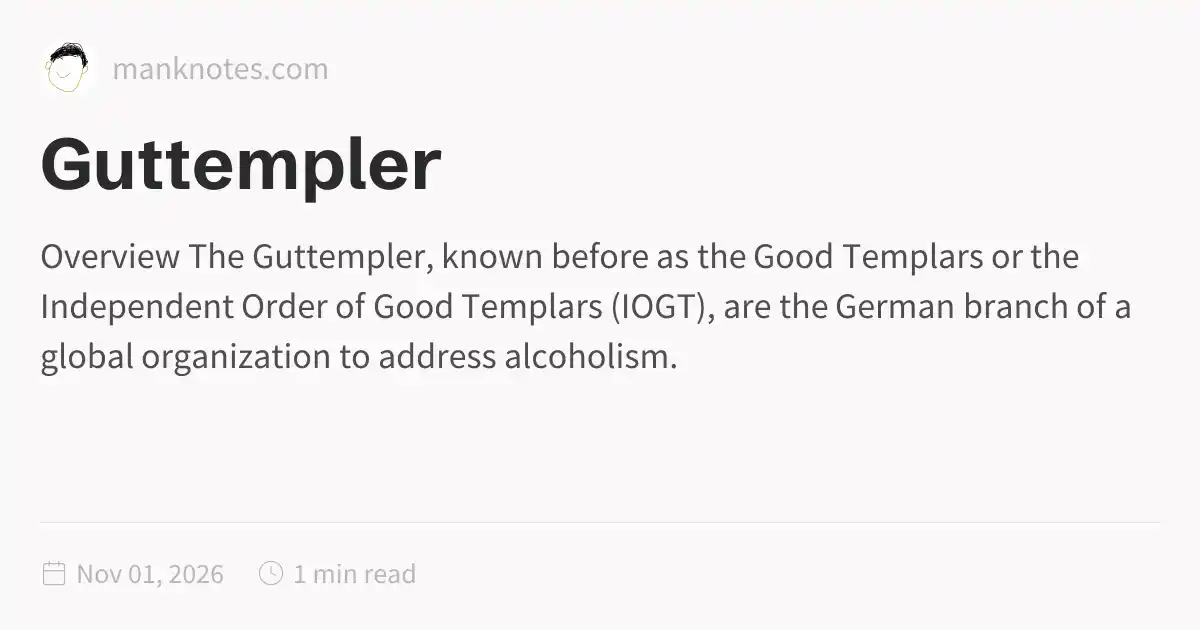 manknotes.com
Guttempler
Overview The Guttempler, known before as the Good Templars or the
Independent Order of Good Templars (IOGT), are the German branch of a
global organization to address alcoholism.
Nov 01, 2026 1 min read